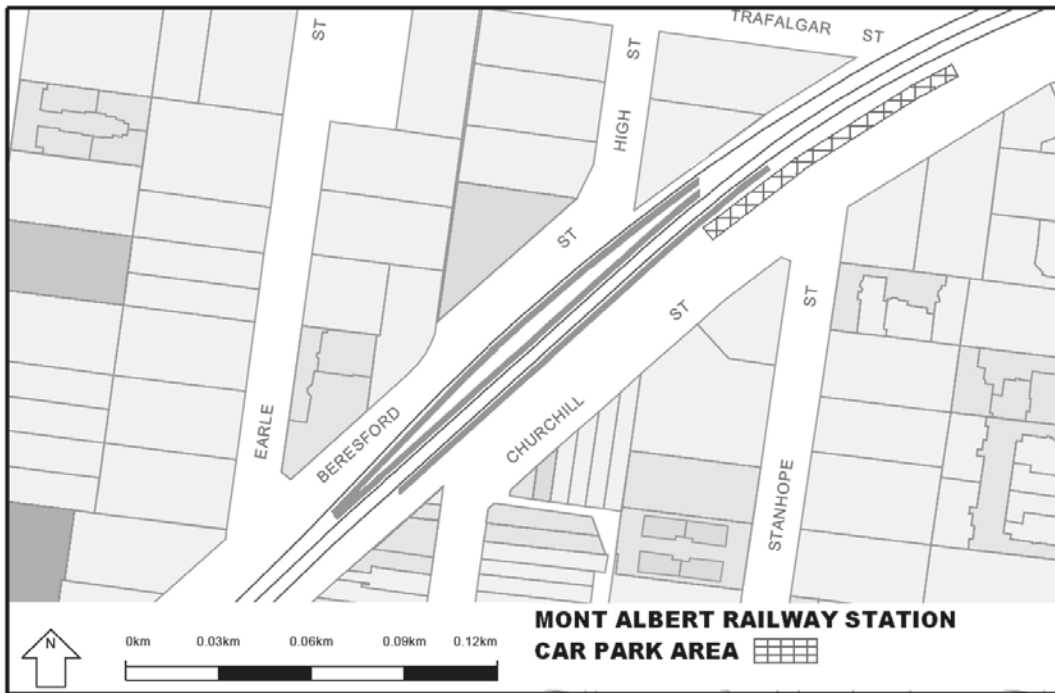 TRAFALGAR ST
ST
ST
HIGH
ST
ST
ST
EARLE
BERESFORD
CHURCHILL
STANHOPE
N
0km 0.03km 0.06km 0.09km 0.12km
MONT ALBERT RAILWAY STATION
CAR PARK AREA